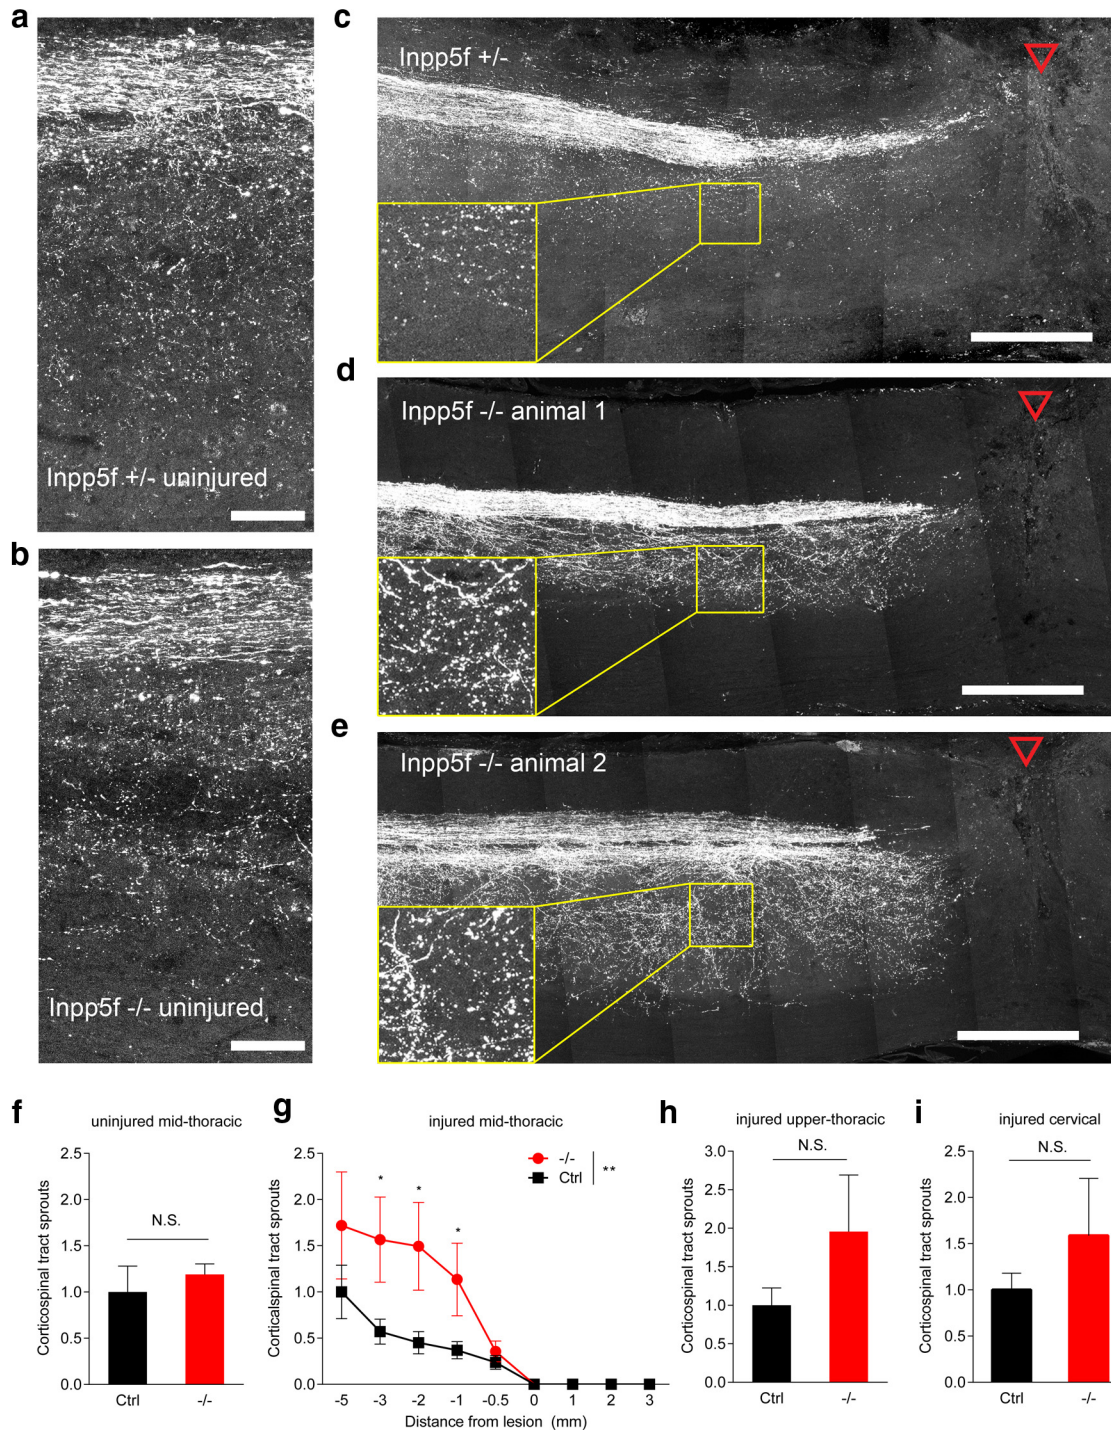 a
Inpp5f +/- uninjured
b
Inpp5f -/- uninjured
c
Inpp5f +/-
d
Inpp5f -/- animal 1
e
Inpp5f -/- animal 2
f
uninjured mid-thoracic
Corticospinal tract sprouts
2.5
2.0
1.5
1.0
0.5
0.0
N.S.
Ctrl
-/-
g
injured mid-thoracic
Corticalspinal tract sprouts
2.5
2.0
1.5
1.0
0.5
0.0
-/-
Ctrl
**
*
*
*
-5
-3
-2
-1
-0.5
0
1
2
3
Distance from lesion (mm)
h
injured upper-thoracic
Corticospinal tract sprouts
3.0
2.5
2.0
1.5
1.0
0.5
0.0
N.S.
Ctrl
-/-
i
injured cervical
Corticospinal tract sprouts
2.5
2.0
1.5
1.0
0.5
0.0
N.S.
Ctrl
-/-